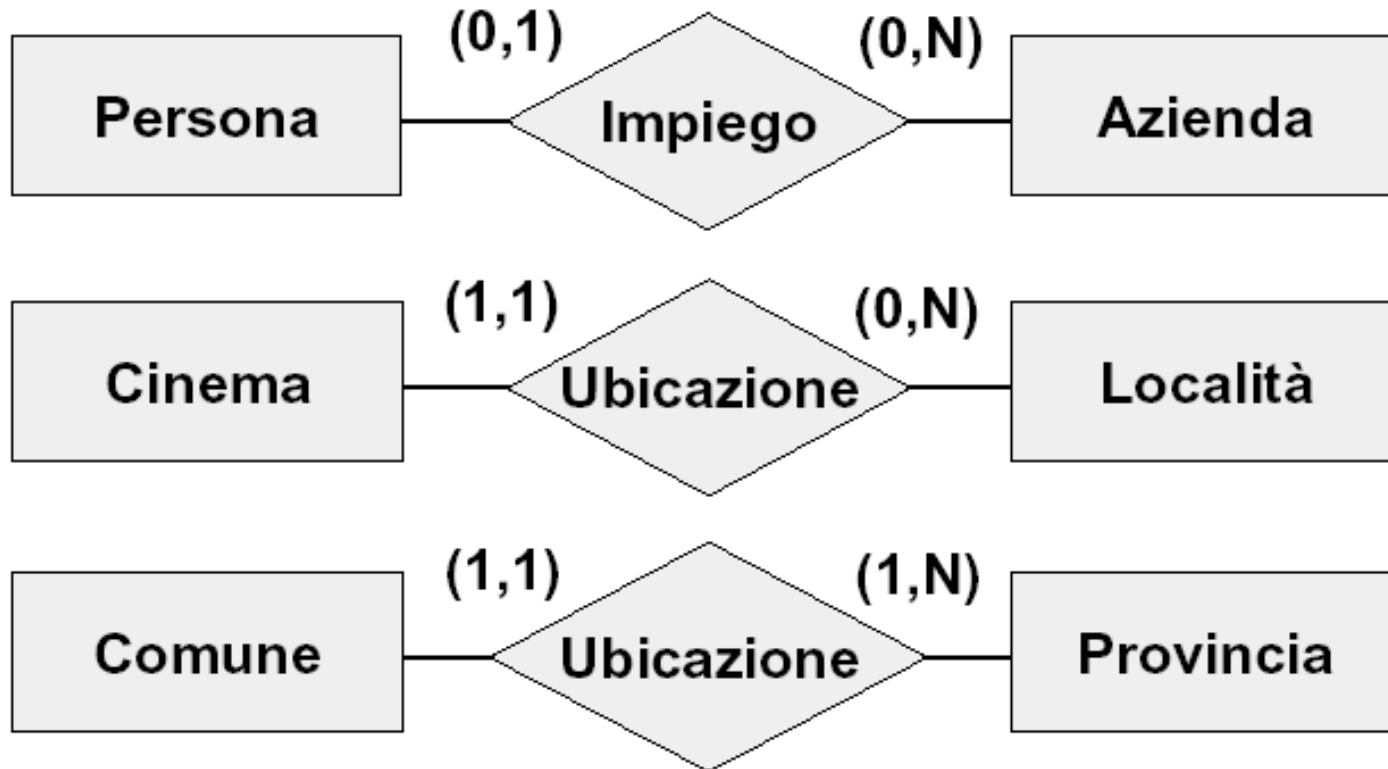 (0,1) (0,N)
Persona Impiego Azienda
(1,1) (0,N)
Cinema Ubicazione Località
(1,1) (1,N)
Comune Ubicazione Provincia